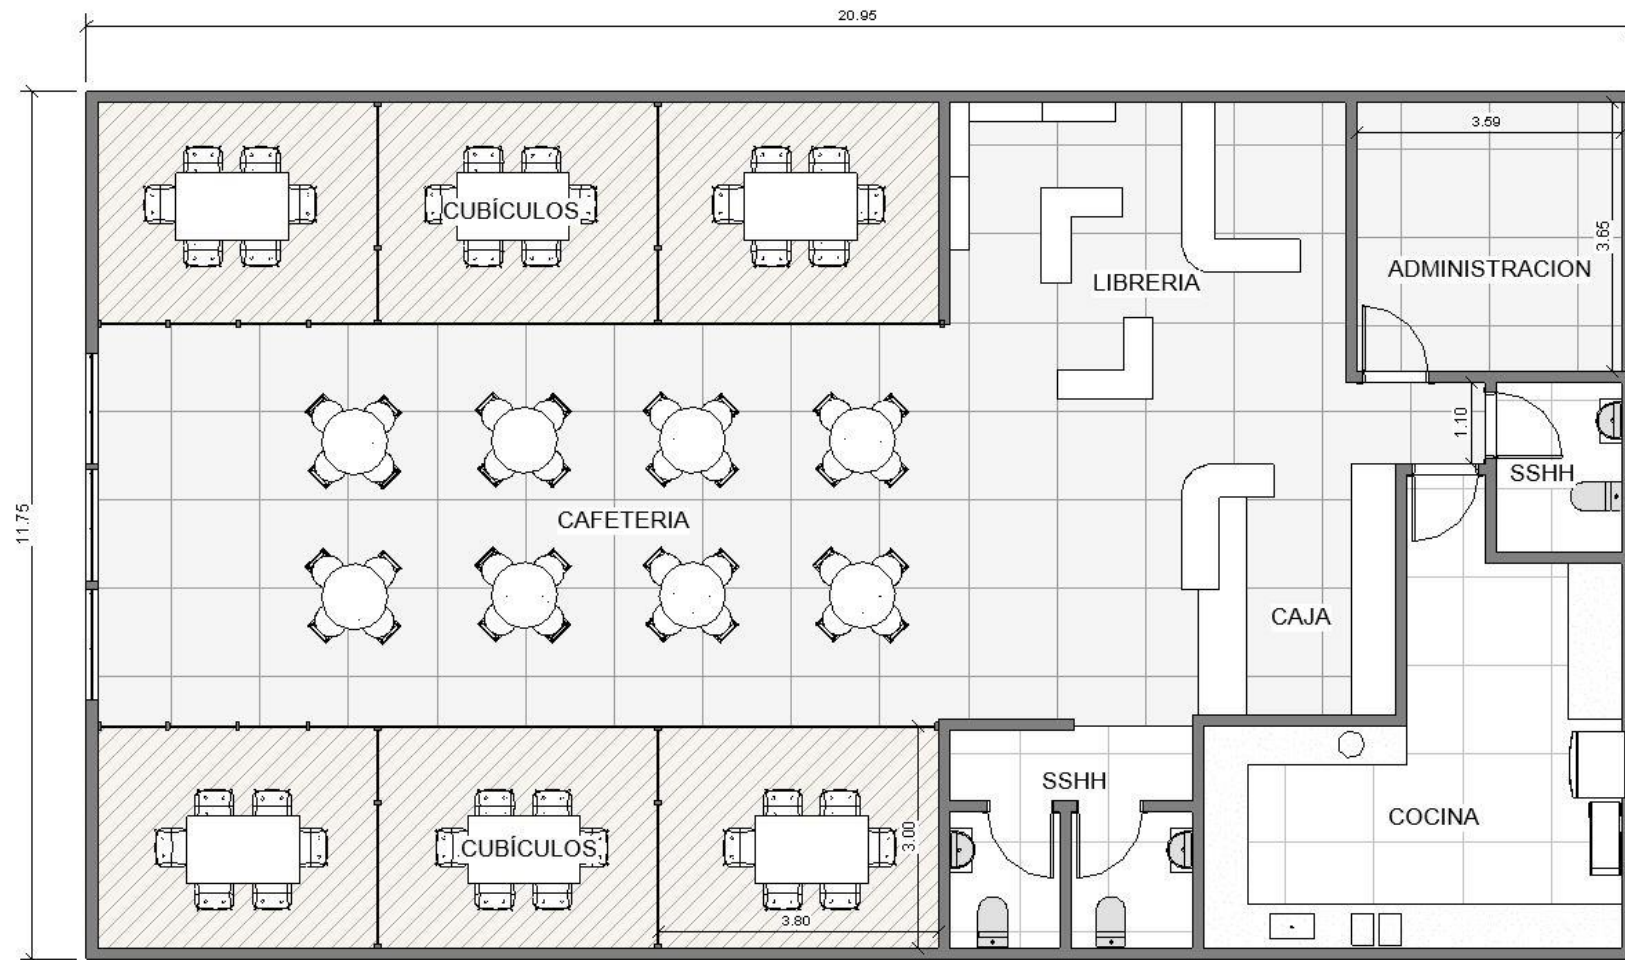 20.95
3.59
CUBÍCULOS
3.65
ADMINISTRACION
LIBRERIA
1.10
SSHH
CAFETERIA
11.75
CAJA
SSHH
COCINA
CUBÍCULOS
3.00
3.80